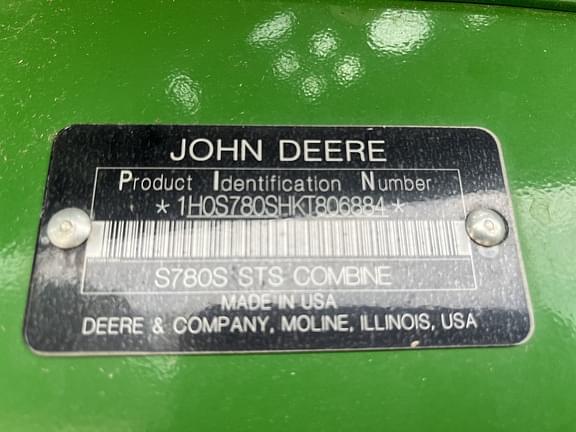 JOHN DEERE
Product Identification Number
*1H0S780SHKT806884*
S780S STS COMBINE
MADE IN USA
DEERE & COMPANY, MOLINE, ILLINOIS, USA